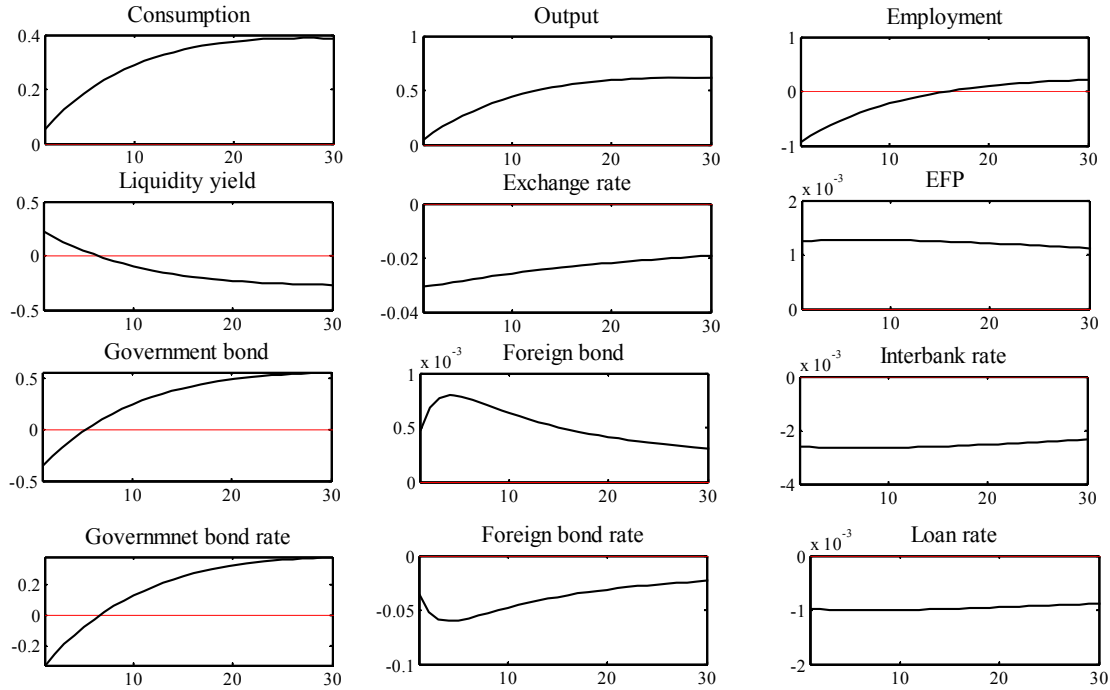 Consumption
0.4
0.2
0
10 20 30
Output
1
0.5
0
10 20 30
Employment
1
0
-1
10 20 30
Liquidity yield
0.5
0
-0.5
10 20 30
Exchange rate
0
-0.02
-0.04
10 20 30
EFP
x 10^-3
2
1
0
10 20 30
Government bond
0.5
0
-0.5
10 20 30
Foreign bond
x 10^-3
1
0.5
0
10 20 30
Interbank rate
x 10^-3
0
-2
-4
10 20 30
Governmnet bond rate
0.2
0
-0.2
10 20 30
Foreign bond rate
0
-0.05
-0.1
10 20 30
Loan rate
x 10^-3
0
-1
-2
10 20 30